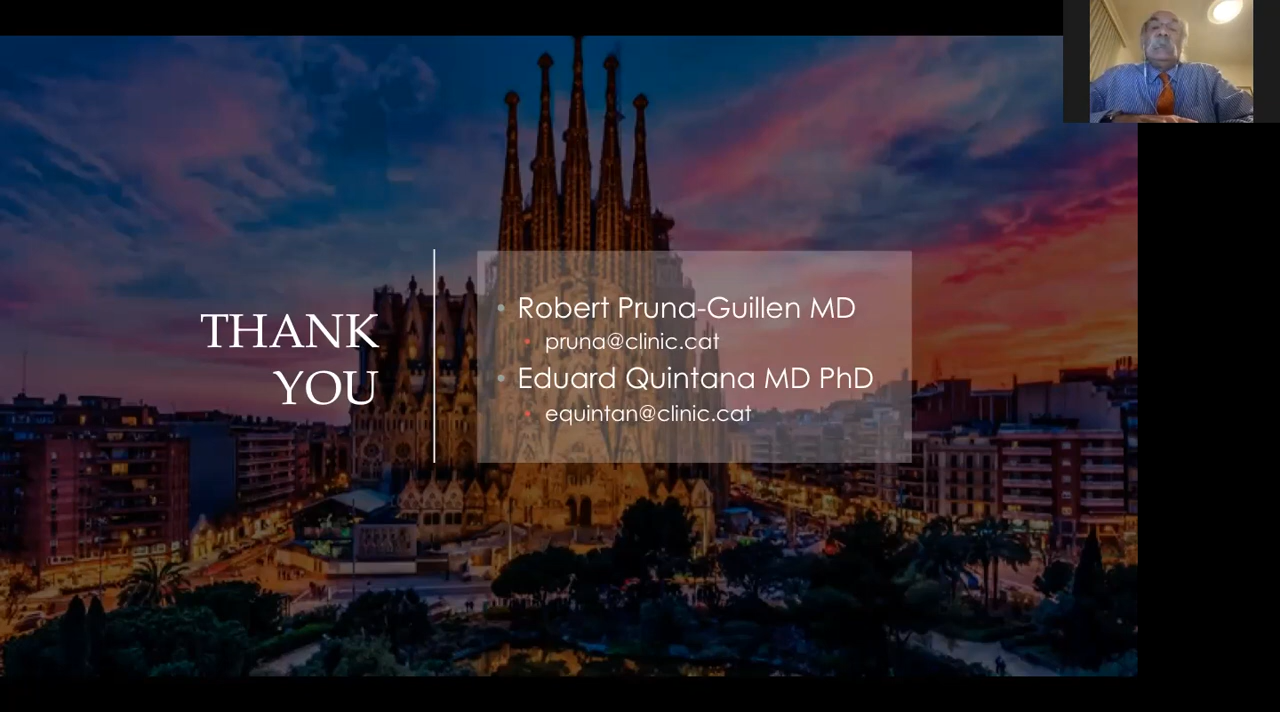 THANK
YOU
Robert Pruna-Guillen MD
pruna@clinic.cat
Eduard Quintana MD PhD
equintan@clinic.cat